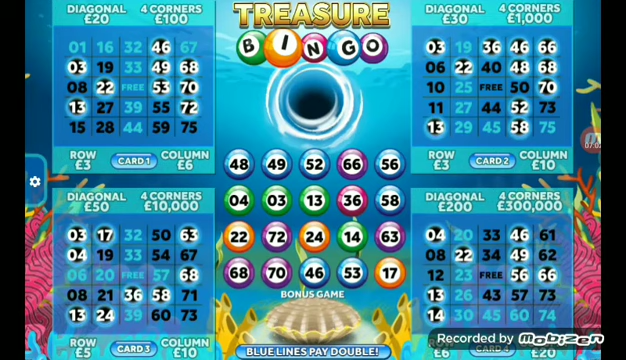 DIAGONAL £20 4 CORNERS £100
01 16 32 46 67
03 19 33 49 68
08 22 FREE 53 70
13 27 39 55 72
15 28 44 59 75
ROW £3 CARD 1 COLUMN £6
TREASURE
BINGO
DIAGONAL £30 4 CORNERS £1,000
03 19 36 46 66
06 22 40 48 68
10 25 FREE 50 70
11 27 44 52 73
13 29 45 58 75
ROW £3 CARD 2 COLUMN £10
48 49 52 66 56
04 03 13 36 58
22 72 24 14 63
68 70 46 53 17
BONUS GAME
BLUE LINES PAY DOUBLE!
DIAGONAL £50 4 CORNERS £10,000
03 17 32 50 63
04 19 33 54 67
06 20 FREE 57 68
08 21 36 58 71
13 24 39 60 73
ROW £5 CARD 3 COLUMN £10
DIAGONAL £200 4 CORNERS £300,000
04 20 33 46 61
08 22 34 49 62
12 23 FREE 56 66
13 26 43 57 73
14 30 45 60 74
ROW
Recorded by Mobizen